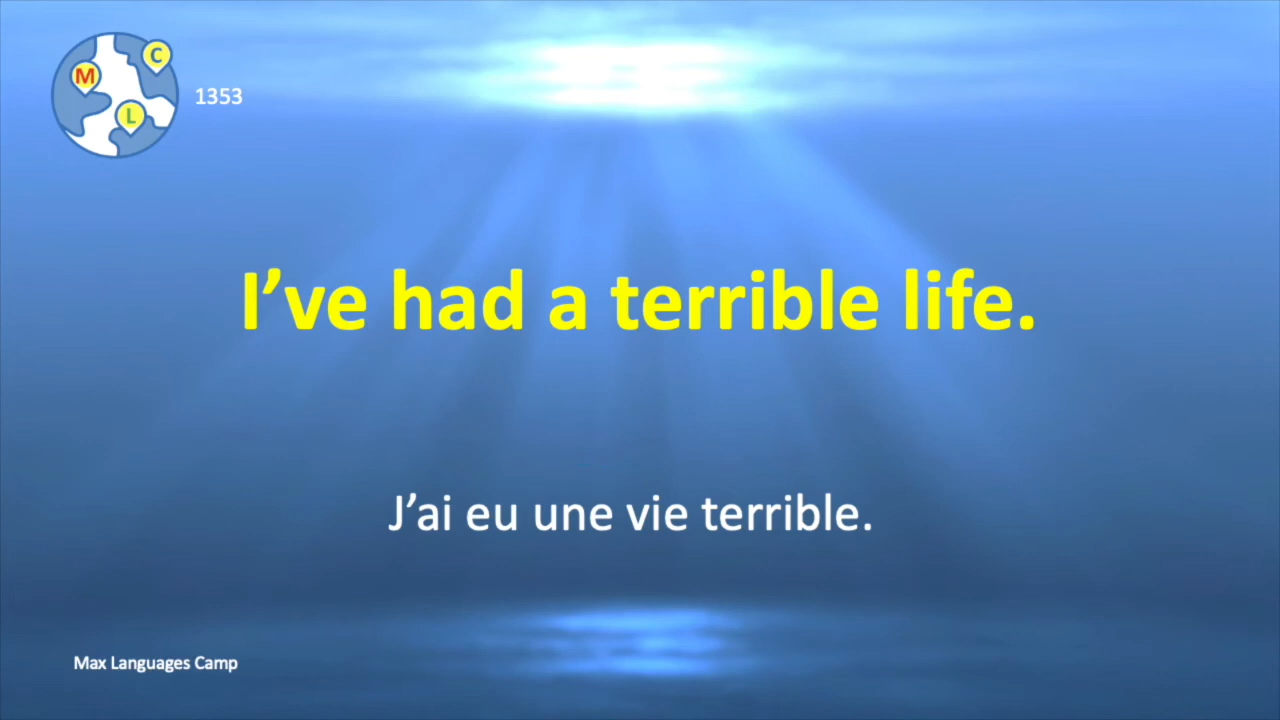 C
M
L
1353
I’ve had a terrible life.
J’ai eu une vie terrible.
Max Languages Camp